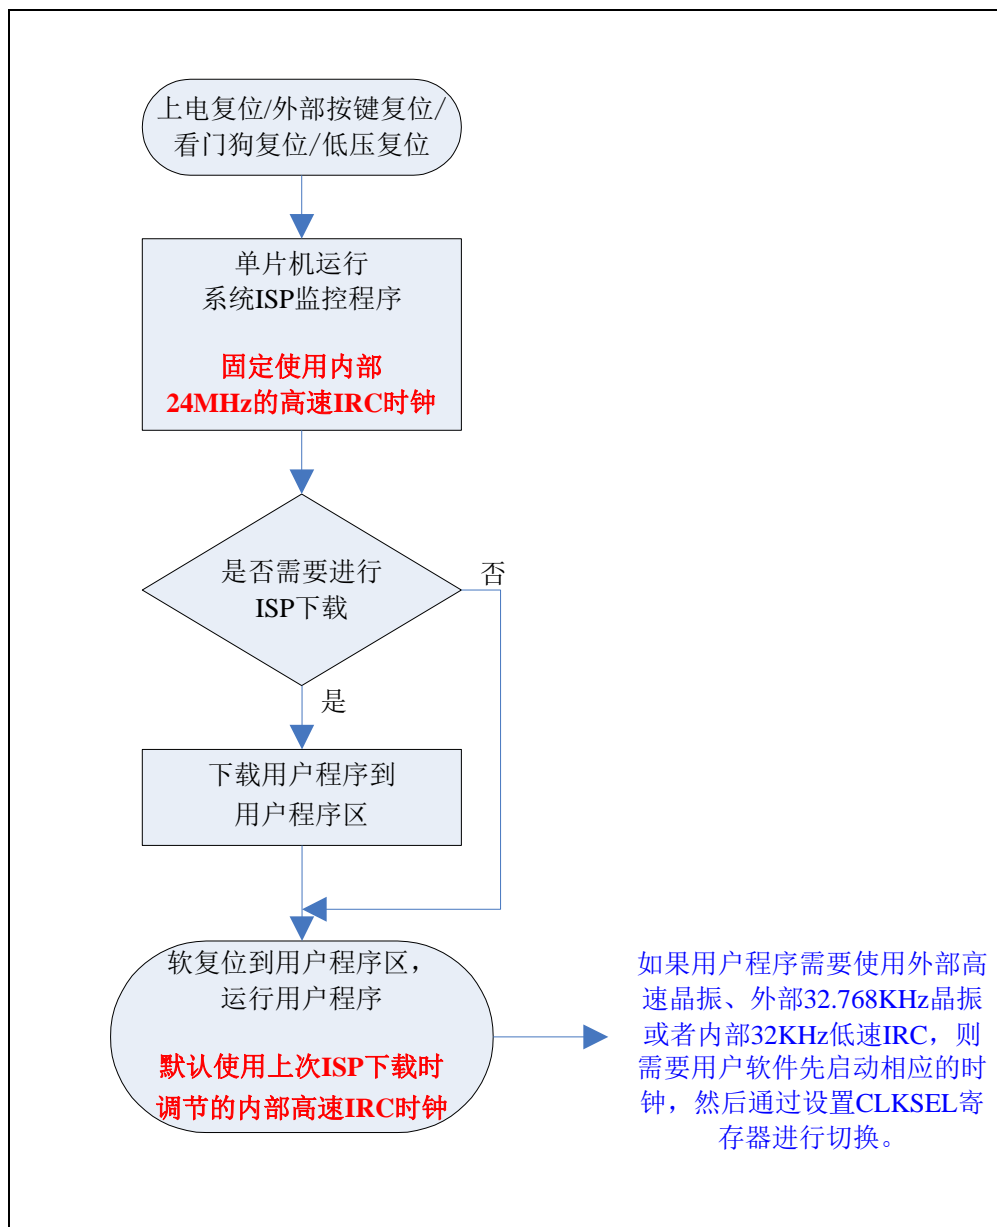 上电复位/外部按键复位/
看门狗复位/低压复位
单片机运行
系统ISP监控程序
固定使用内部
24MHz的高速IRC时钟
是否需要进行
ISP下载
否
是
下载用户程序到
用户程序区
软复位到用户程序区，
运行用户程序
默认使用上次ISP下载时
调节的内部高速IRC时钟
如果用户程序需要使用外部高
速晶振、外部32.768KHz晶振
或者内部32KHz低速IRC，则
需要用户软件先启动相应的时
钟，然后通过设置CLKSEL寄
存器进行切换。